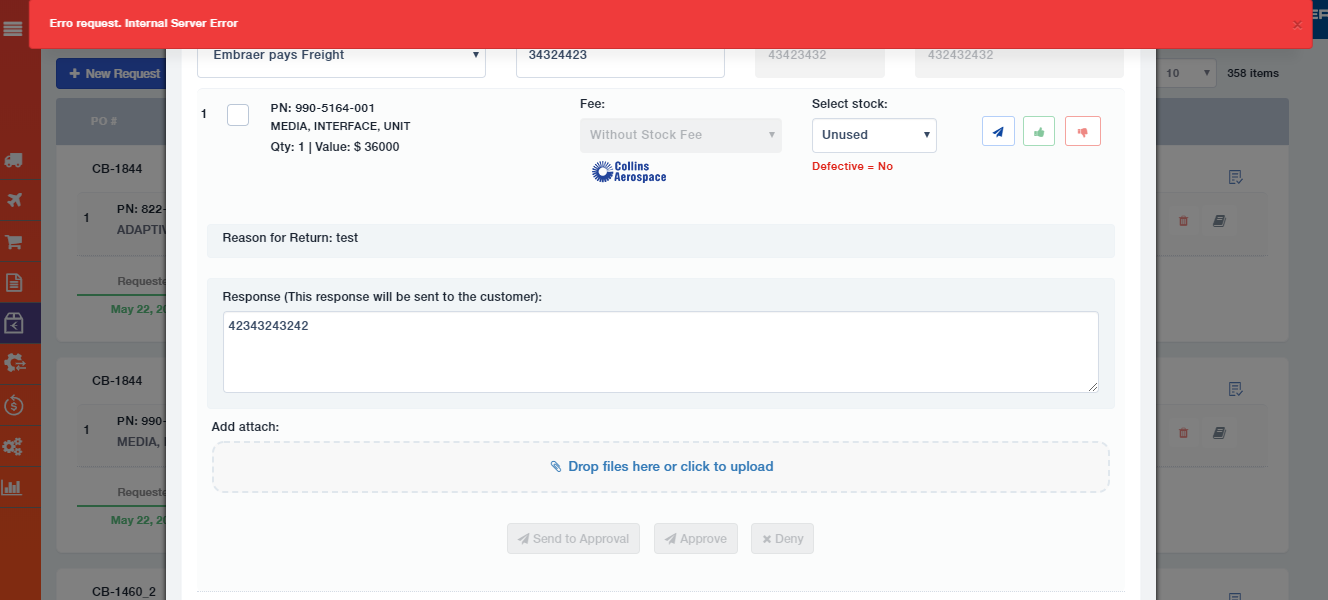 Erro request. Internal Server Error
×
Embraer pays Freight
34324423
43423432
432432432
+ New Request
10
358 items
PO #
1
PN: 990-5164-001
MEDIA, INTERFACE, UNIT
Qty: 1 | Value: $ 36000
Fee:
Without Stock Fee
Collins
Aerospace
Select stock:
Unused
Defective = No
CB-1844
1
PN: 822-
ADAPTIV
Requeste
May 22, 20
Reason for Return: test
Response (This response will be sent to the customer):
42343243242
CB-1844
1
PN: 990-
MEDIA, I
Requeste
May 22, 20
Add attach:
Drop files here or click to upload
Send to Approval
Approve
Deny
CB-1460_2